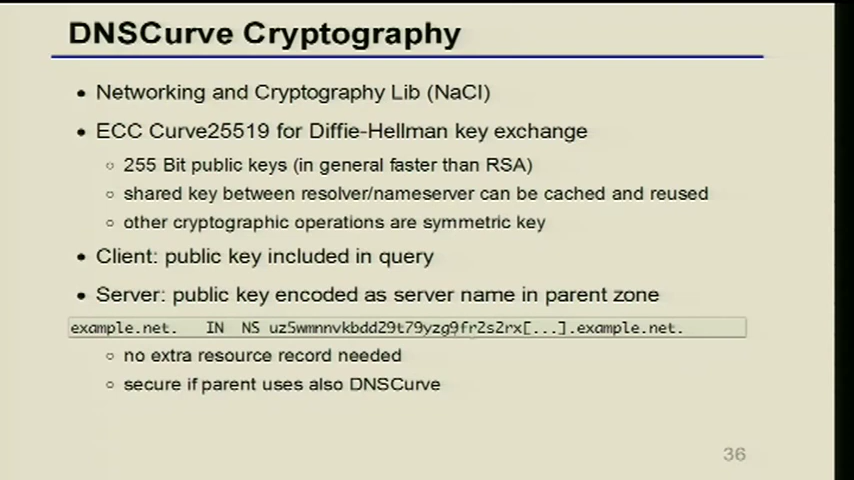 DNSCurve Cryptography
• Networking and Cryptography Lib (NaCl)
• ECC Curve25519 for Diffie-Hellman key exchange
○ 255 Bit public keys (in general faster than RSA)
○ shared key between resolver/nameserver can be cached and reused
○ other cryptographic operations are symmetric key
• Client: public key included in query
• Server: public key encoded as server name in parent zone
example.net. IN NS uz5wmnnvkbdd29t79yzg9fr2s2rx[...].example.net.
○ no extra resource record needed
○ secure if parent uses also DNSCurve
36